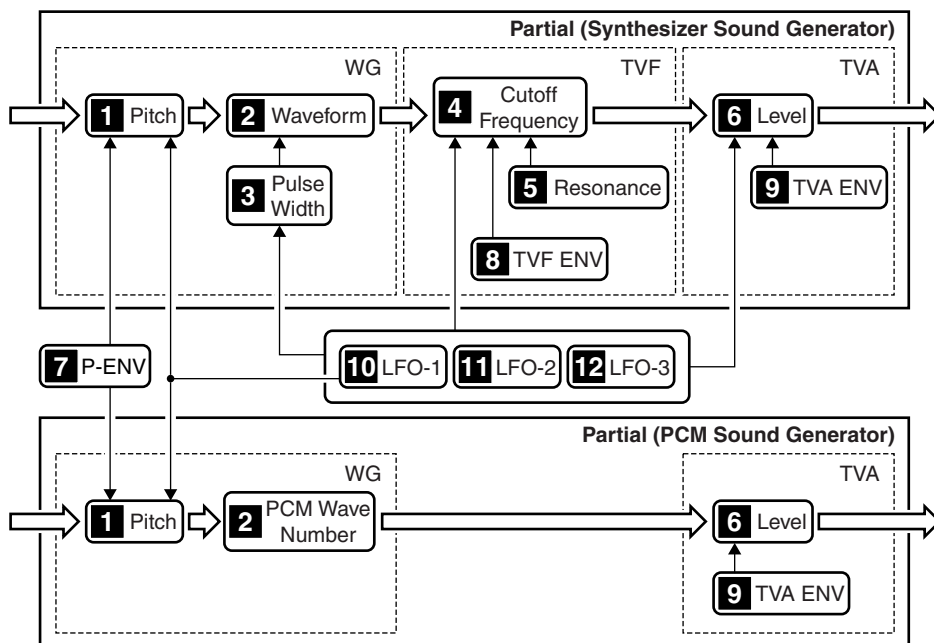 Partial (Synthesizer Sound Generator)
WG
TVF
TVA
1 Pitch
2 Waveform
4 Cutoff
Frequency
6 Level
3 Pulse
Width
5 Resonance
9 TVA ENV
8 TVF ENV
7 P-ENV
10 LFO-1
11 LFO-2
12 LFO-3
Partial (PCM Sound Generator)
WG
TVA
1 Pitch
2 PCM Wave
Number
6 Level
9 TVA ENV